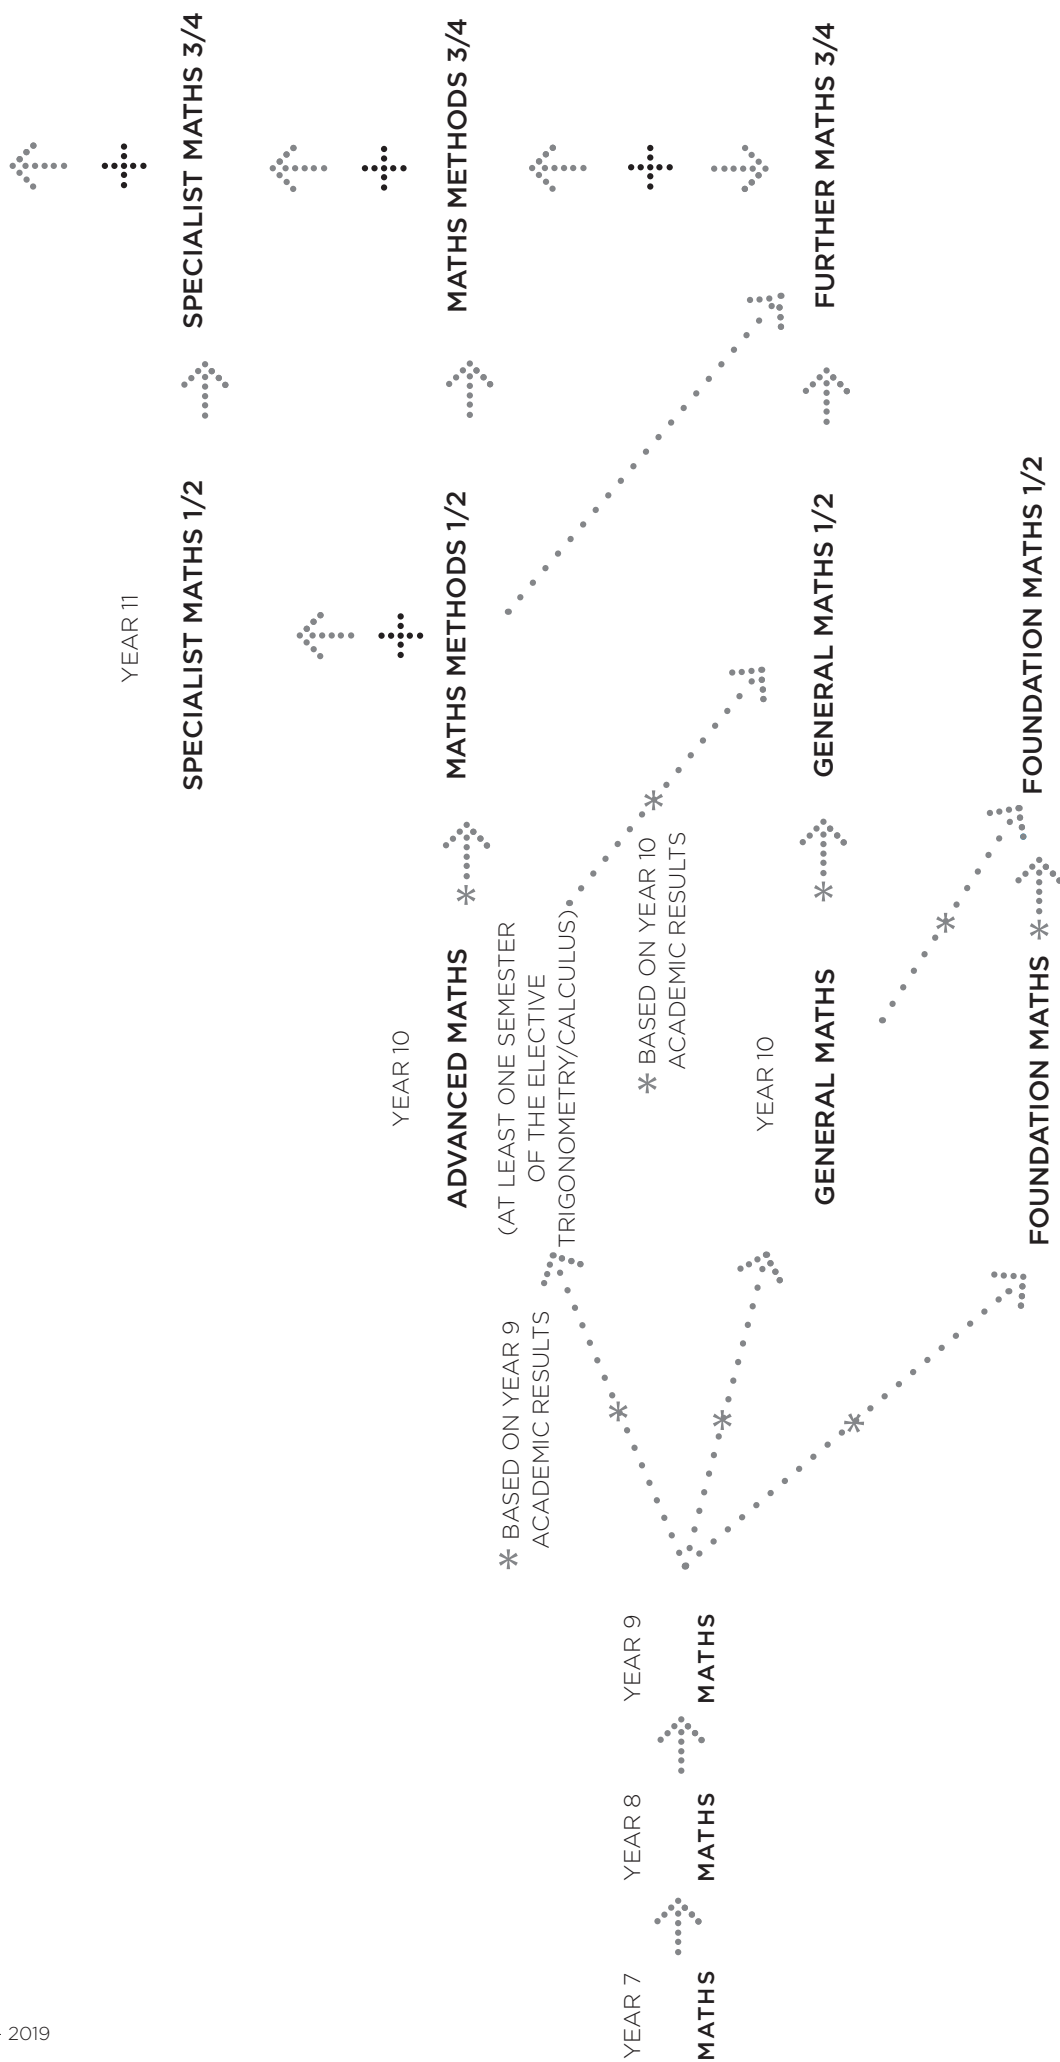 YEAR 7
MATHS
YEAR 8
MATHS
YEAR 9
MATHS
* BASED ON YEAR 9
ACADEMIC RESULTS
YEAR 10
ADVANCED MATHS
(AT LEAST ONE SEMESTER
OF THE ELECTIVE
TRIGONOMETRY/CALCULUS)
* BASED ON YEAR 10
ACADEMIC RESULTS
YEAR 10
GENERAL MATHS
FOUNDATION MATHS
YEAR 11
SPECIALIST MATHS 1/2
MATHS METHODS 1/2
GENERAL MATHS 1/2
FOUNDATION MATHS 1/2
SPECIALIST MATHS 3/4
MATHS METHODS 3/4
FURTHER MATHS 3/4
2019